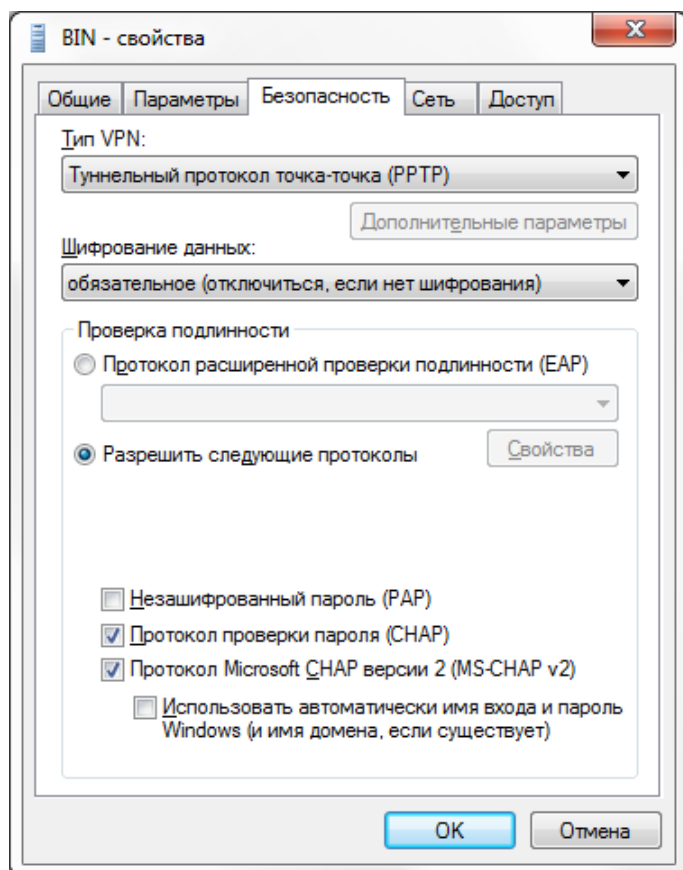 BIN - свойства
Общие Параметры Безопасность Сеть Доступ
Тип VPN:
Туннельный протокол точка-точка (PPTP)
Дополнительные параметры
Шифрование данных:
обязательное (отключиться, если нет шифрования)
Проверка подлинности
Протокол расширенной проверки подлинности (EAP)
Разрешить следующие протоколы
Свойства
Незашифрованный пароль (PAP)
Протокол проверки пароля (CHAP)
Протокол Microsoft CHAP версии 2 (MS-CHAP v2)
Использовать автоматически имя входа и пароль
Windows (и имя домена, если существует)
OK Отмена